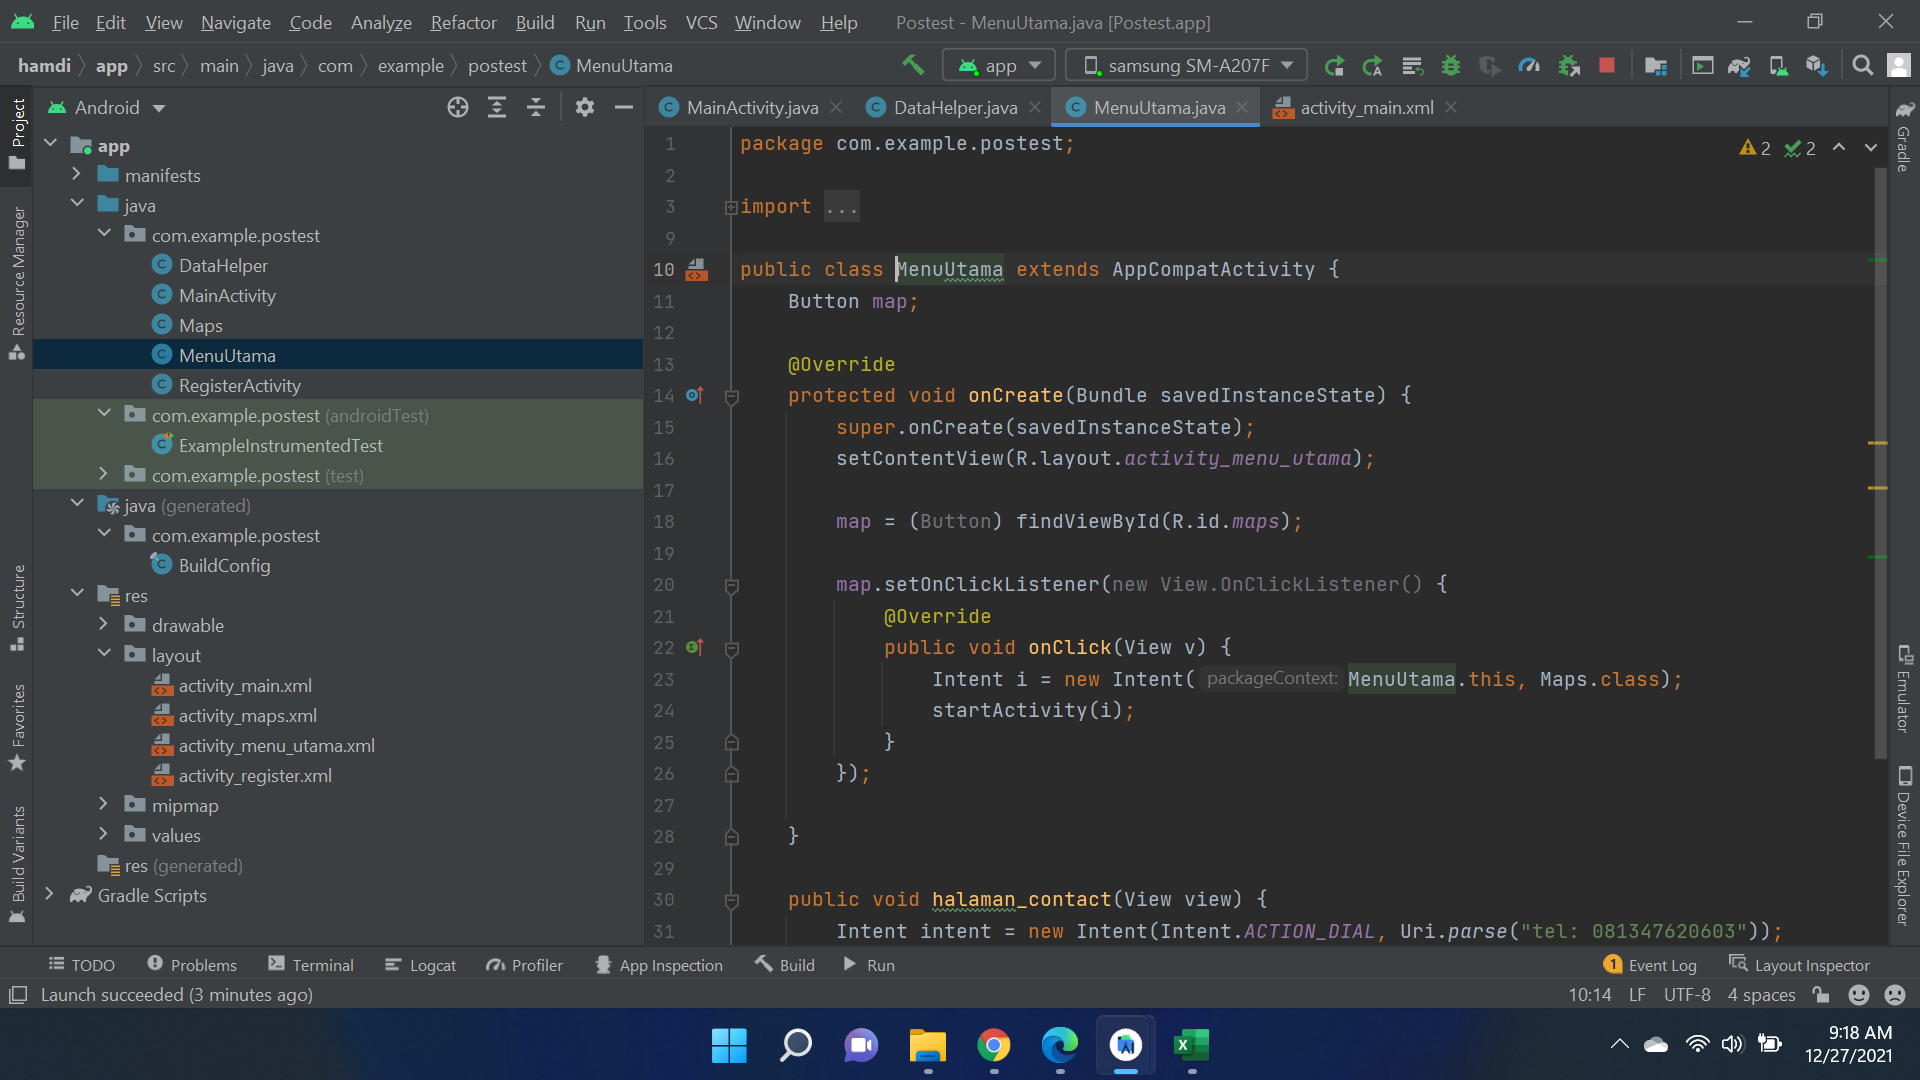 File Edit View Navigate Code Analyze Refactor Build Run Tools VCS Window Help Postest - MenuUtama.java [Postest.app]
hamdi app src main java com example postest MenuUtama app samsung SM-A207F
Android
MainActivity.java DataHelper.java MenuUtama.java activity_main.xml
Project
Resource Manager
Structure
Favorites
Build Variants
app
manifests
java
com.example.postest
DataHelper
MainActivity
Maps
MenuUtama
RegisterActivity
com.example.postest (androidTest)
ExampleInstrumentedTest
com.example.postest (test)
java (generated)
com.example.postest
BuildConfig
res
drawable
layout
activity_main.xml
activity_maps.xml
activity_menu_utama.xml
activity_register.xml
mipmap
values
res (generated)
Gradle Scripts
2 2
1 package com.example.postest;
2
3 import ...
9
10 public class MenuUtama extends AppCompatActivity {
11 Button map;
12
13 @Override
14 protected void onCreate(Bundle savedInstanceState) {
15 super.onCreate(savedInstanceState);
16 setContentView(R.layout.activity_menu_utama);
17
18 map = (Button) findViewById(R.id.maps);
19
20 map.setOnClickListener(new View.OnClickListener() {
21 @Override
22 public void onClick(View v) {
23 Intent i = new Intent( packageContext: MenuUtama.this, Maps.class);
24 startActivity(i);
25 }
26 });
27
28 }
29
30 public void halaman_contact(View view) {
31 Intent intent = new Intent(Intent.ACTION_DIAL, Uri.parse("tel: 081347620603"));
Gradle
Emulator
Device File Explorer
TODO Problems Terminal Logcat Profiler App Inspection Build Run 1 Event Log Layout Inspector
Launch succeeded (3 minutes ago) 10:14 LF UTF-8 4 spaces
9:18 AM
12/27/2021